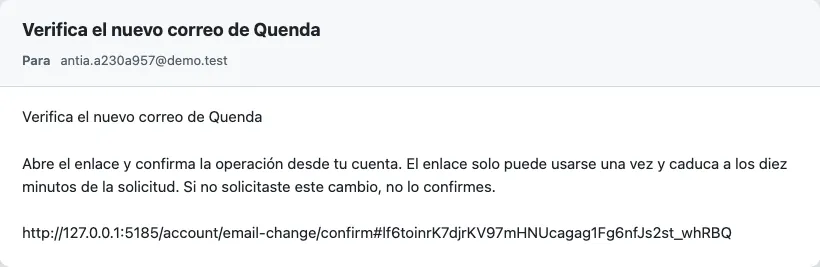 Verifica el nuevo correo de Quenda
Para antia.a230a957@demo.test
Verifica el nuevo correo de Quenda
Abre el enlace y confirma la operación desde tu cuenta. El enlace solo puede usarse una vez y caduca a los diez
minutos de la solicitud. Si no solicitaste este cambio, no lo confirmes.
http://127.0.0.1:5185/account/email-change/confirm#lf6toinrK7djrKV97mHNUcagag1Fg6nfJs2st_whRBQ